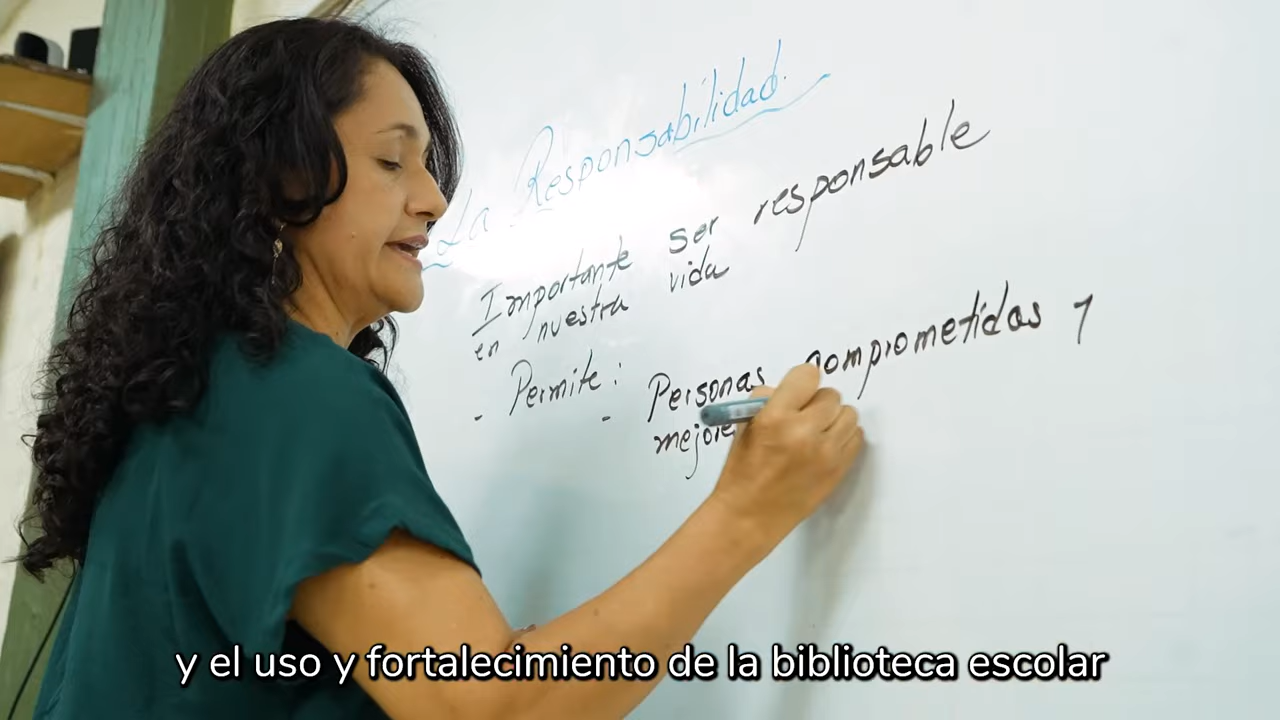 La Responsabilidad.
Importante ser responsable
en nuestra vida
- Permite:
- Personas comprometidas y
mejore
y el uso y fortalecimiento de la biblioteca escolar